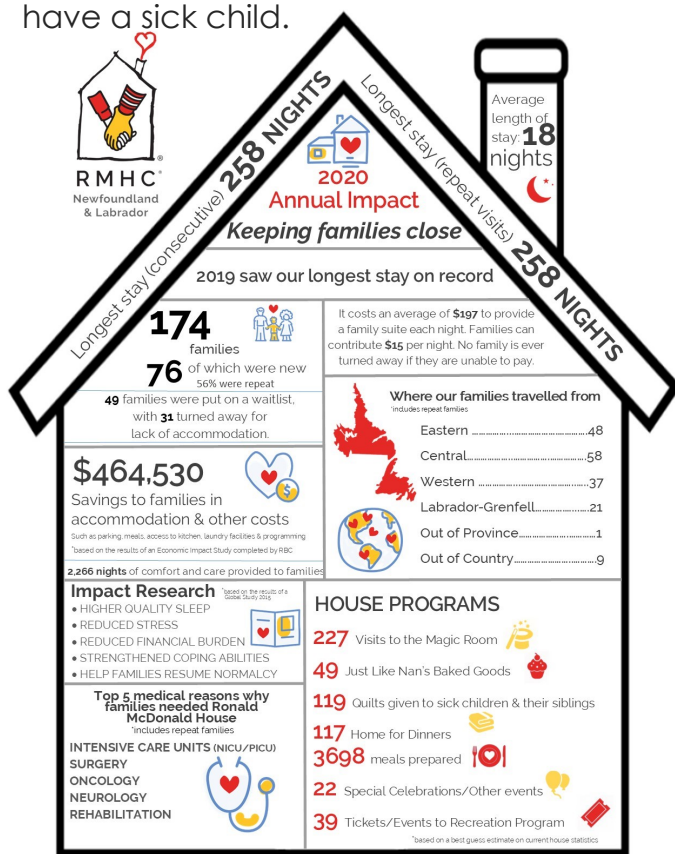 have a sick child.
RMHC®
Newfoundland
& Labrador
Longest stay (consecutive) 258 NIGHTS
Longest stay (repeat visits) 258 NIGHTS
Average
length of
stay: 18
nights
2020
Annual Impact
Keeping families close
2019 saw our longest stay on record
174
families
76 of which were new
56% were repeat
49 families were put on a waitlist,
with 31 turned away for
lack of accommodation.
It costs an average of $197 to provide
a family suite each night. Families can
contribute $15 per night. No family is ever
turned away if they are unable to pay.
$464,530
Savings to families in
accommodation & other costs
Such as parking, meals, access to kitchen, laundry facilities & programming
*based on the results of an Economic Impact Study completed by RBC
2,266 nights of comfort and care provided to families
Where our families travelled from
*includes repeat families
Eastern ................................48
Central................................58
Western ................................37
Labrador-Grenfell................21
Out of Province....................1
Out of Country.....................9
Impact Research *based on the results of a
Global Study 2015
• HIGHER QUALITY SLEEP
• REDUCED STRESS
• REDUCED FINANCIAL BURDEN
• STRENGTHENED COPING ABILITIES
• HELP FAMILIES RESUME NORMALCY
Top 5 medical reasons why
families needed Ronald
McDonald House
*includes repeat families
INTENSIVE CARE UNITS (NICU/PICU)
SURGERY
ONCOLOGY
NEUROLOGY
REHABILITATION
HOUSE PROGRAMS
227 Visits to the Magic Room
49 Just Like Nan's Baked Goods
119 Quilts given to sick children & their siblings
117 Home for Dinners
3698 meals prepared
22 Special Celebrations/Other events
39 Tickets/Events to Recreation Program
*based on a best guess estimate on current house statistics